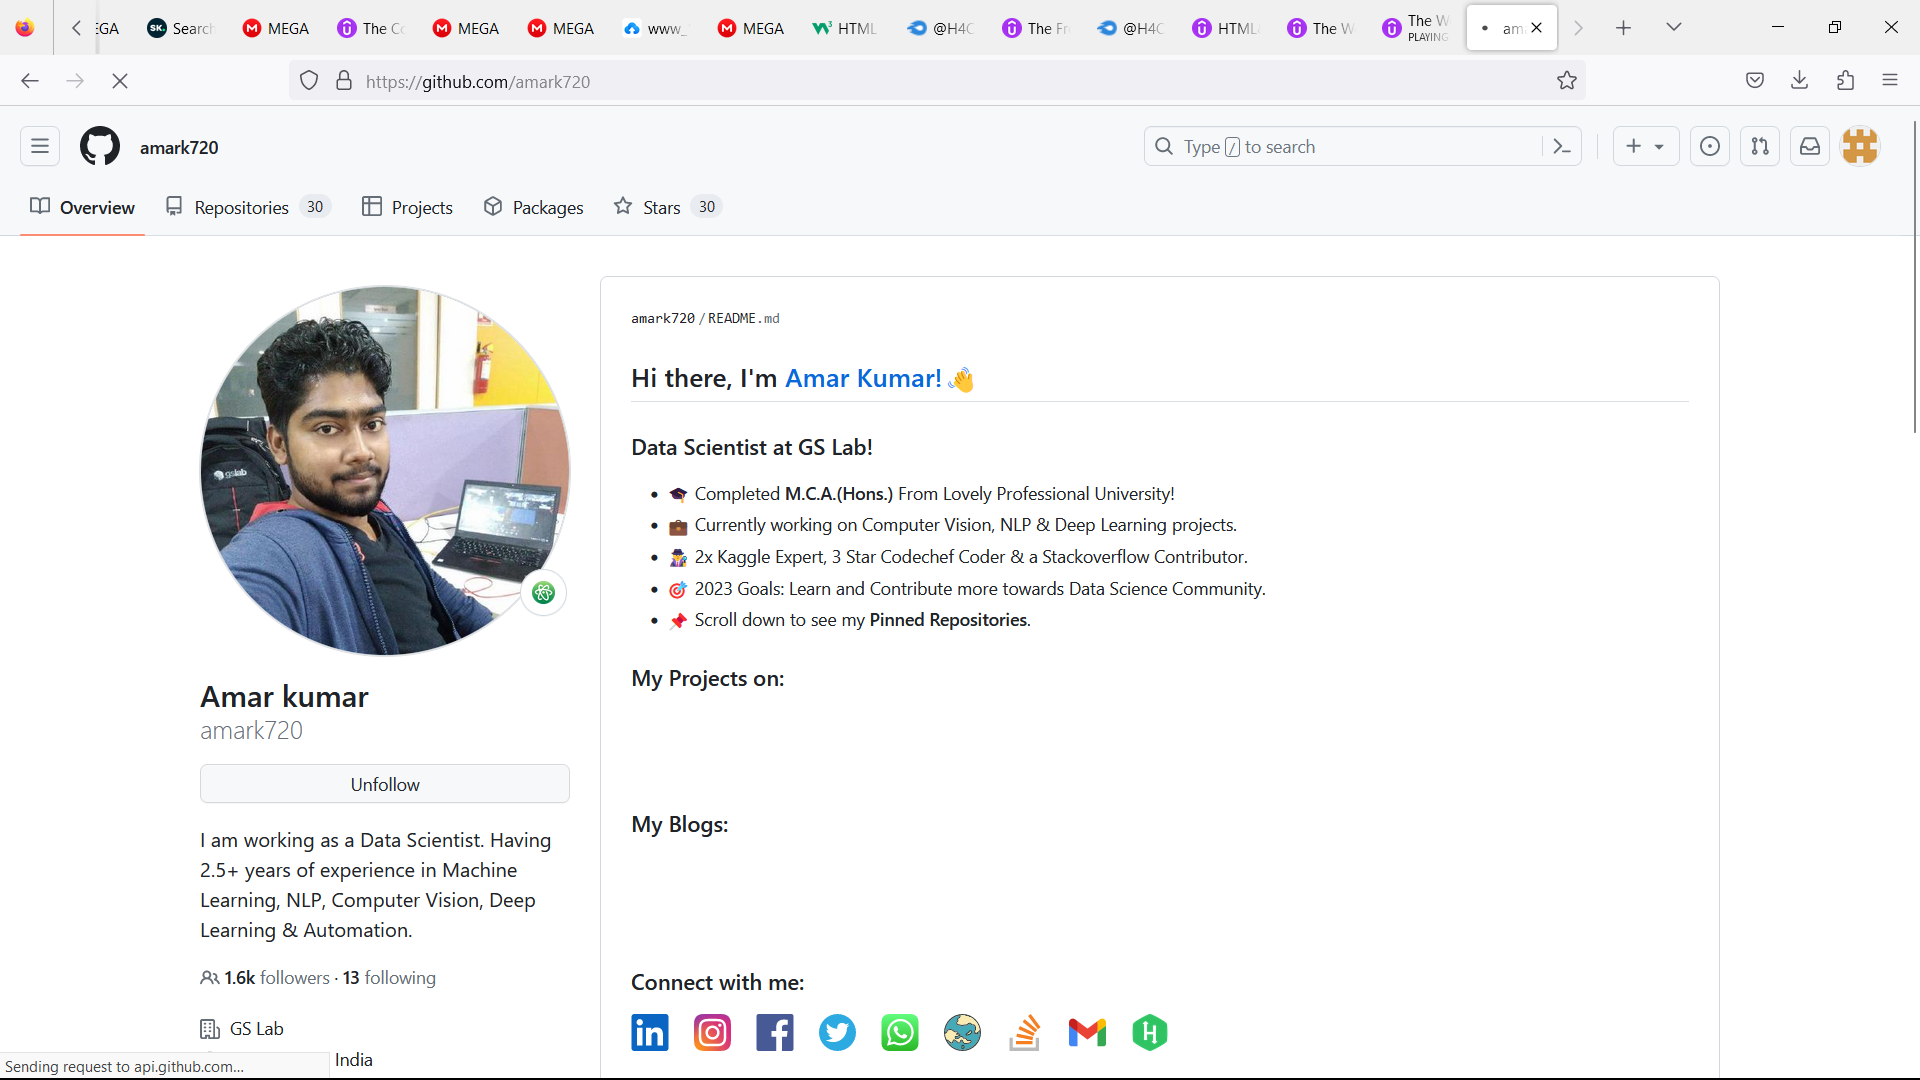 EGA
SK. Search
MEGA
The Co
MEGA
MEGA
www_
MEGA
HTML
@H4C
The Fr
@H4C
HTML
The W
The W
PLAYING
am
https://github.com/amark720
amark720
Type / to search
Overview
Repositories 30
Projects
Packages
Stars 30
gslab
Amar kumar
amark720
Unfollow
I am working as a Data Scientist. Having
2.5+ years of experience in Machine
Learning, NLP, Computer Vision, Deep
Learning & Automation.
1.6k followers · 13 following
GS Lab
India
amark720 / README.md
Hi there, I'm Amar Kumar! 👋
Data Scientist at GS Lab!
• 🎓 Completed M.C.A.(Hons.) From Lovely Professional University!
• 💼 Currently working on Computer Vision, NLP & Deep Learning projects.
• 2x Kaggle Expert, 3 Star Codechef Coder & a Stackoverflow Contributor.
• 🎯 2023 Goals: Learn and Contribute more towards Data Science Community.
• 📌 Scroll down to see my Pinned Repositories.
My Projects on:
My Blogs:
Connect with me:
Sending request to api.github.com...